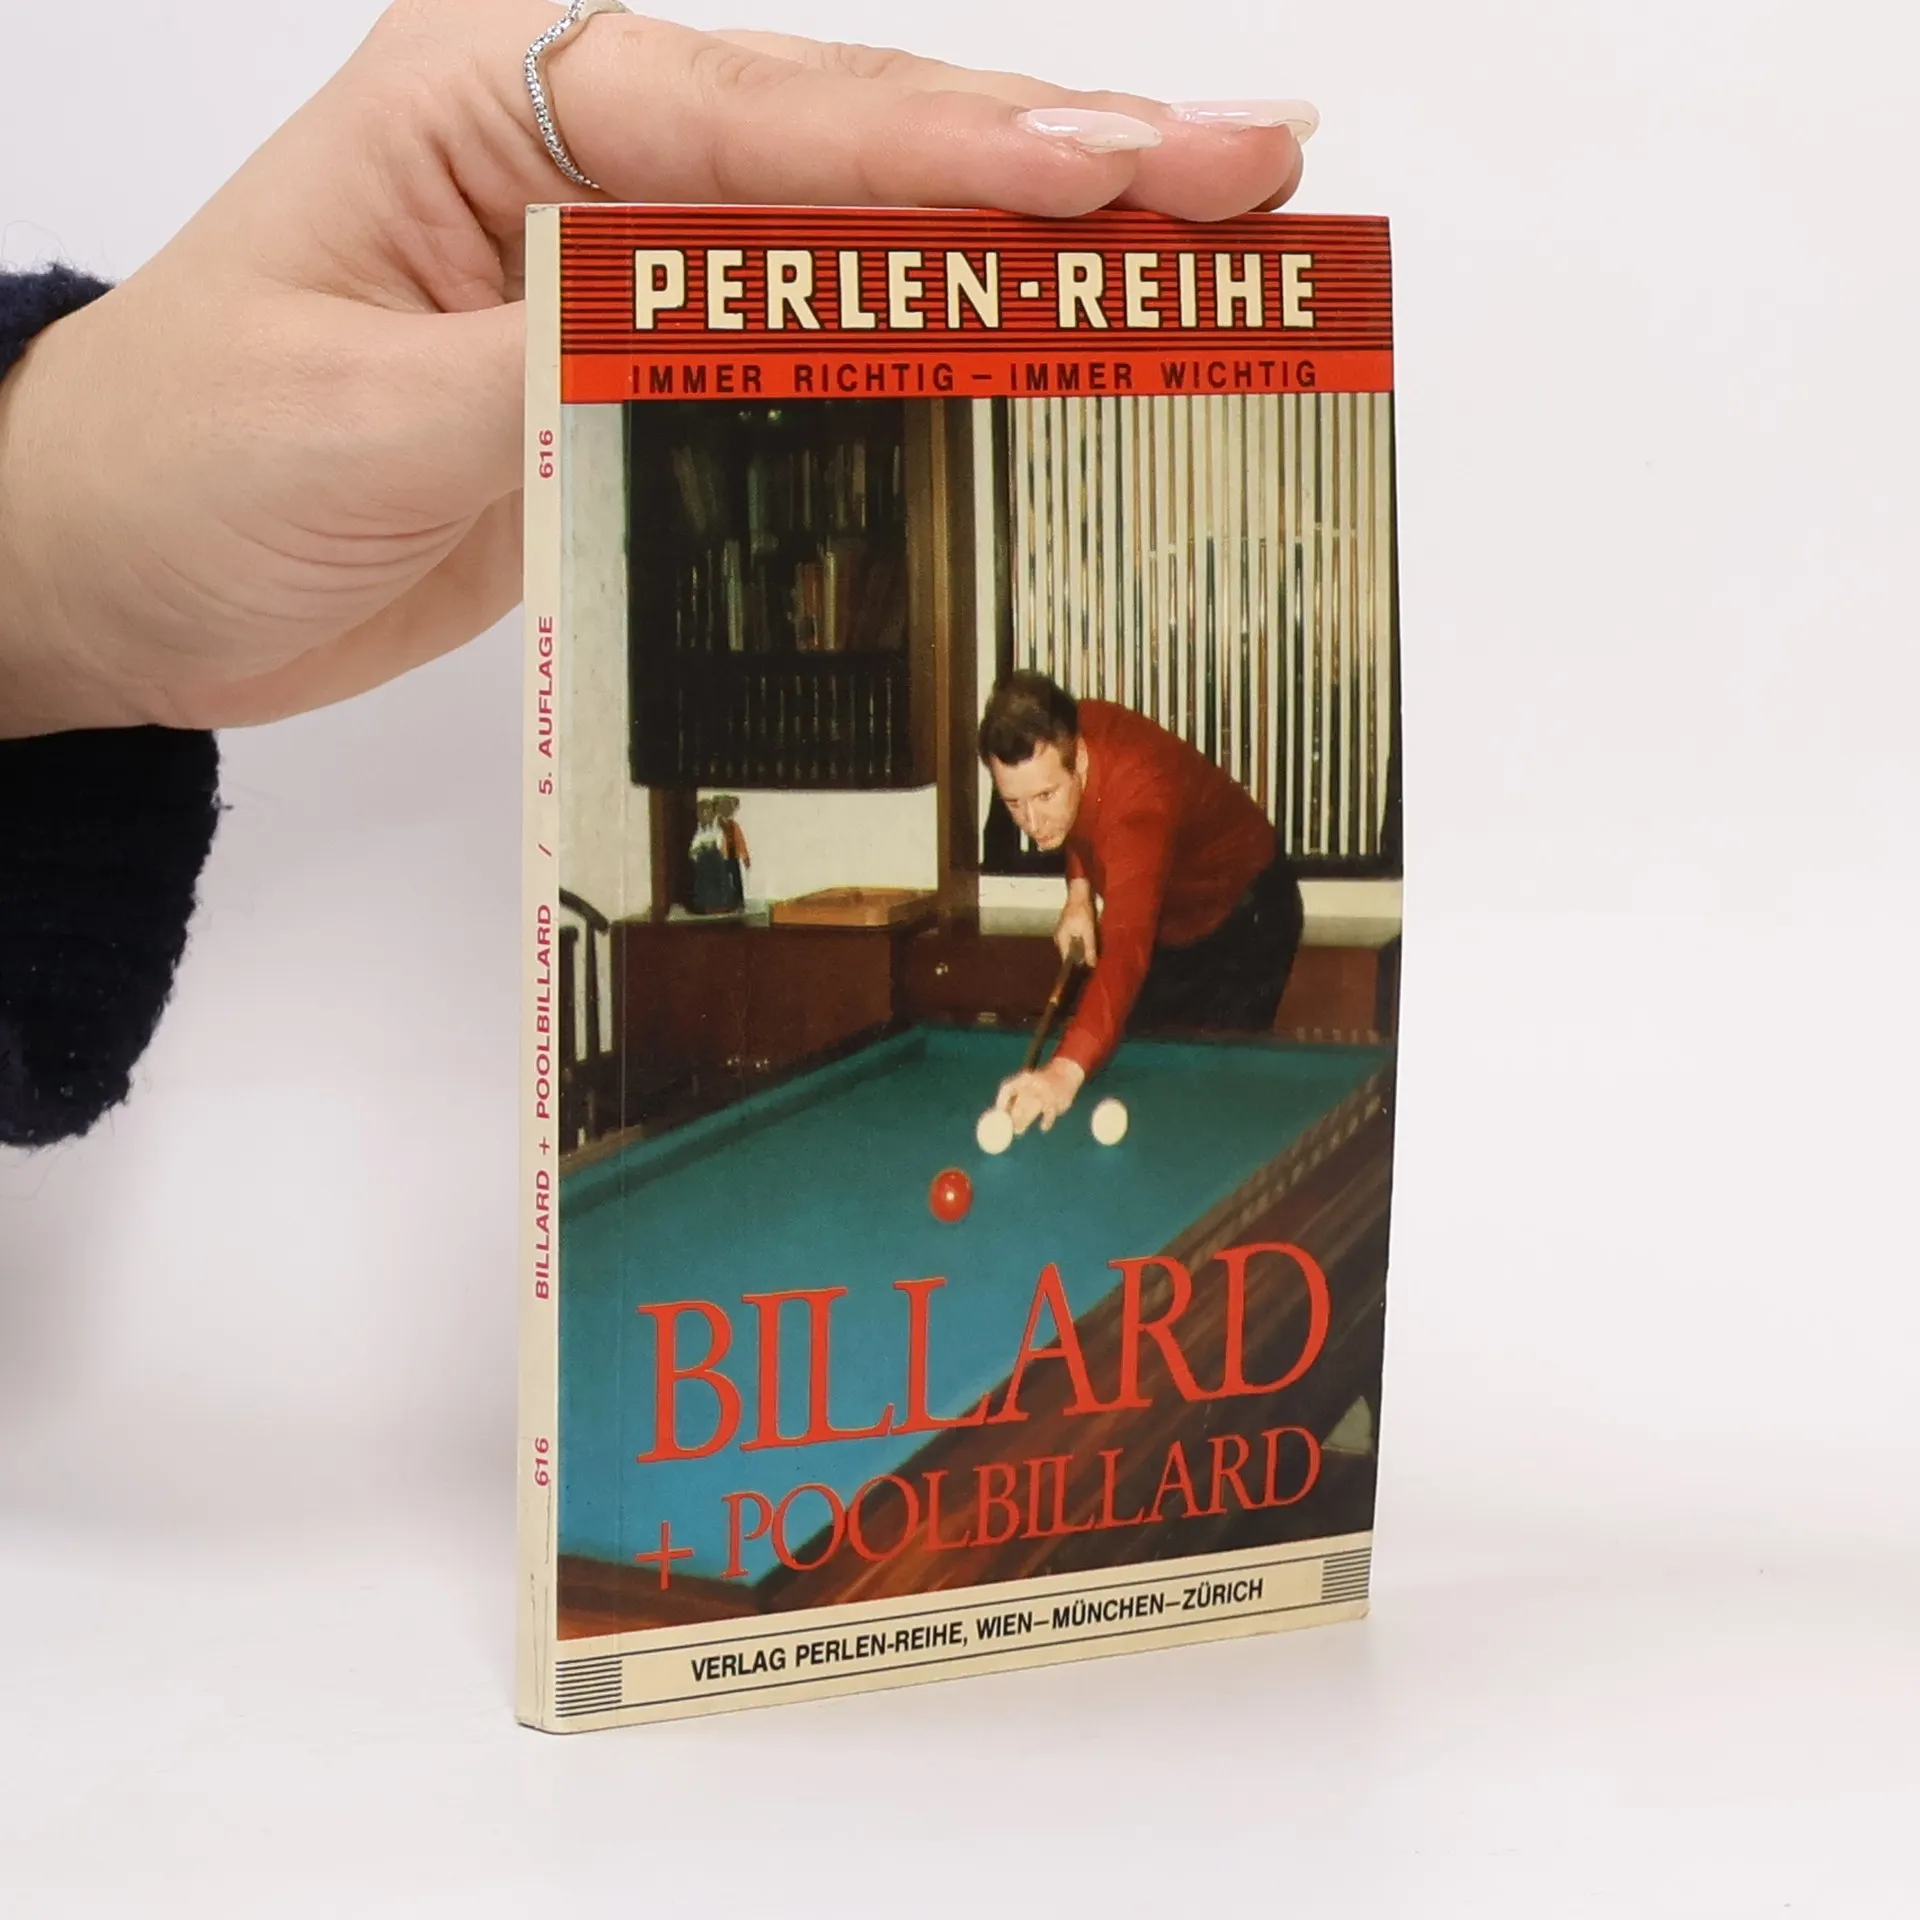 PERLEN-REIHE
IMMER RICHTIG – IMMER WICHTIG
BILLARD
+ POOLBILLARD
VERLAG PERLEN-REIHE, WIEN–MÜNCHEN–ZÜRICH
616 BILLARD + POOLBILLARD / 5. AUFLAGE 616